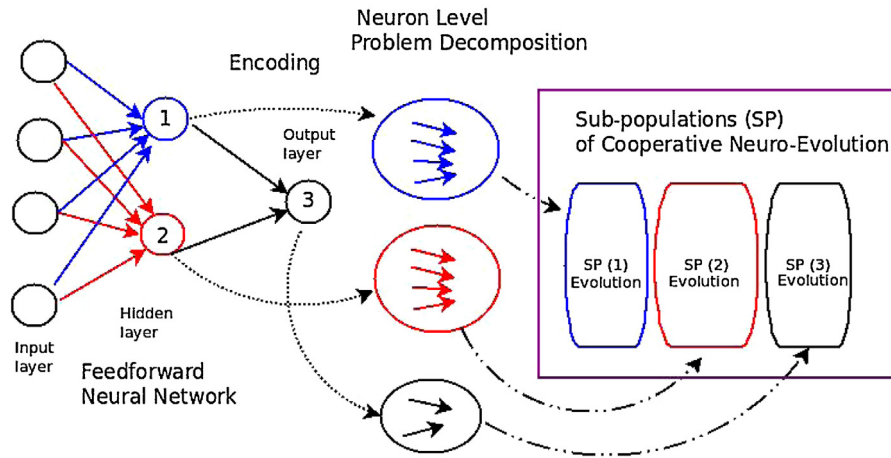 Neuron Level
Problem Decomposition
Encoding
1
Output
layer
3
2
Input
layer
Hidden
layer
Feedforward
Neural Network
Sub-populations (SP)
of Cooperative Neuro-Evolution
SP (1)
Evolution
SP (2)
Evolution
SP (3)
Evolution